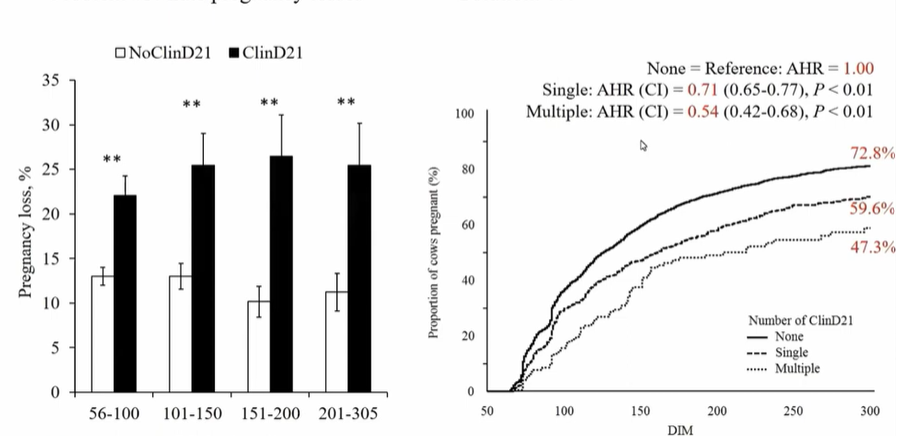 NoClinD21 ClinD21
35
30
25
20
15
10
5
0
Pregnancy loss, %
**
**
**
**
56-100 101-150 151-200 201-305
None = Reference: AHR = 1.00
Single: AHR (CI) = 0.71 (0.65-0.77), P < 0.01
Multiple: AHR (CI) = 0.54 (0.42-0.68), P < 0.01
100
80
60
40
20
0
Proportion of cows pregnant (%)
72.8%
59.6%
47.3%
Number of ClinD21
None
Single
Multiple
50 100 150 200 250 300
DIM